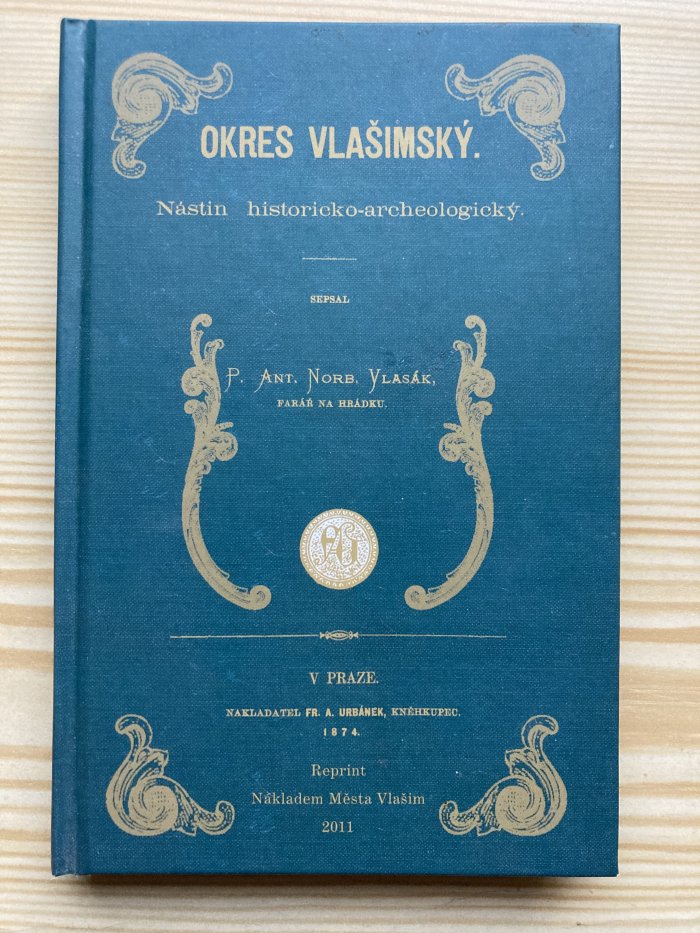 OKRES VLAŠIMSKÝ.
Nástin historicko-archeologický.
SEPSAL
P. ANT. NORB. VLASÁK,
FARÁŘ NA HRÁDKU.
V PRAZE.
NAKLADATEL FR. A. URBÁNEK, KNĚHKUPEC.
1874.
Reprint
Nákladem Města Vlašim
2011